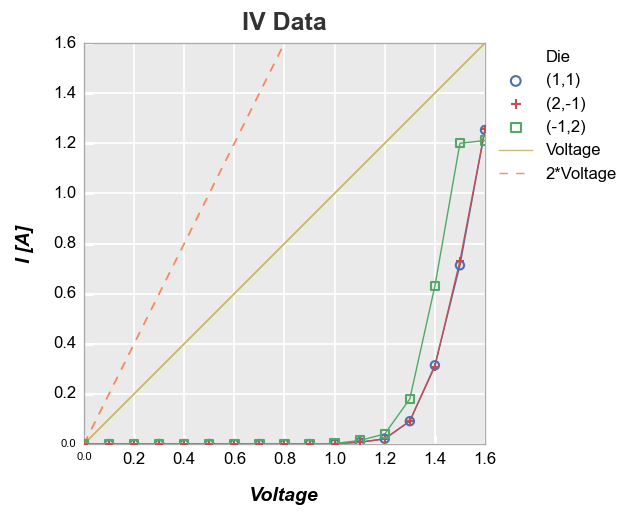 IV Data
1.6
1.4
1.2
1.0
0.8
0.6
0.4
0.2
0.0
I [A]
0.0 0.2 0.4 0.6 0.8 1.0 1.2 1.4 1.6
Voltage
Die
(1,1)
(2,-1)
(-1,2)
Voltage
2*Voltage